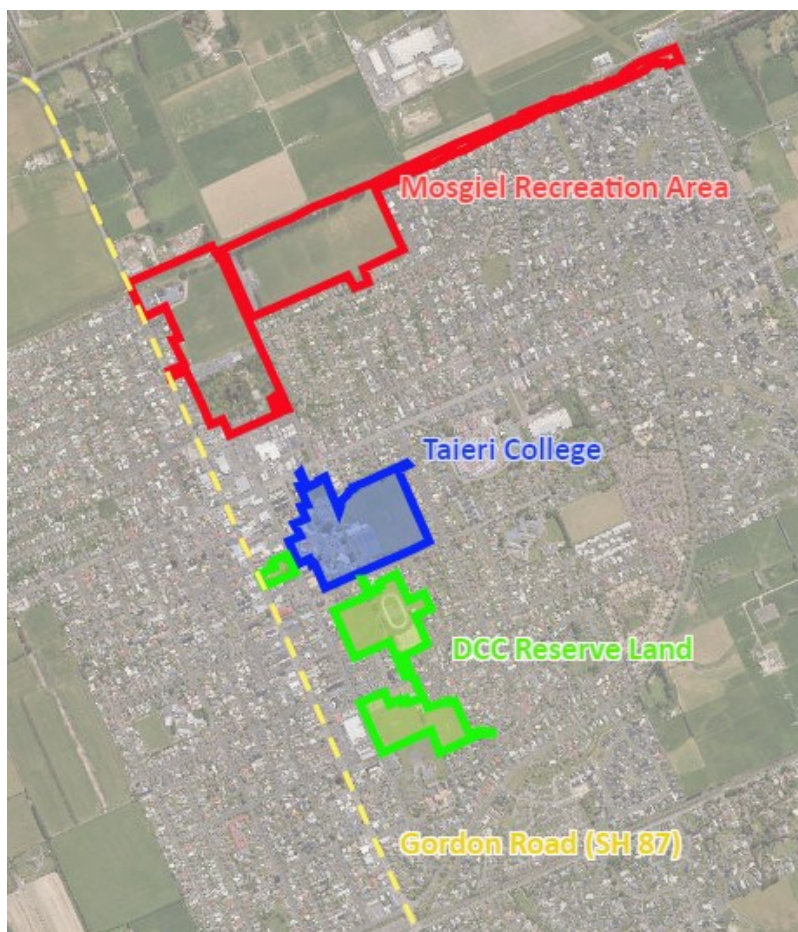 Mosgiel Recreation Area
Taieri College
DCC Reserve Land
Gordon Road (SH 87)